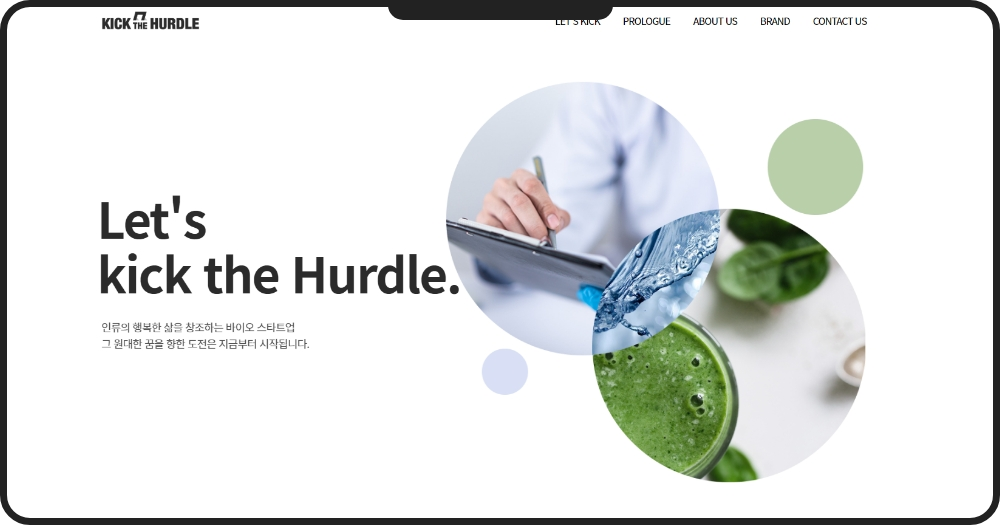 KICK THE HURDLE
LET'S KICK PROLOGUE ABOUT US BRAND CONTACT US
Let's
kick the Hurdle.
인류의 행복한 삶을 창조하는 바이오 스타트업
그 원대한 꿈을 향한 도전은 지금부터 시작됩니다.